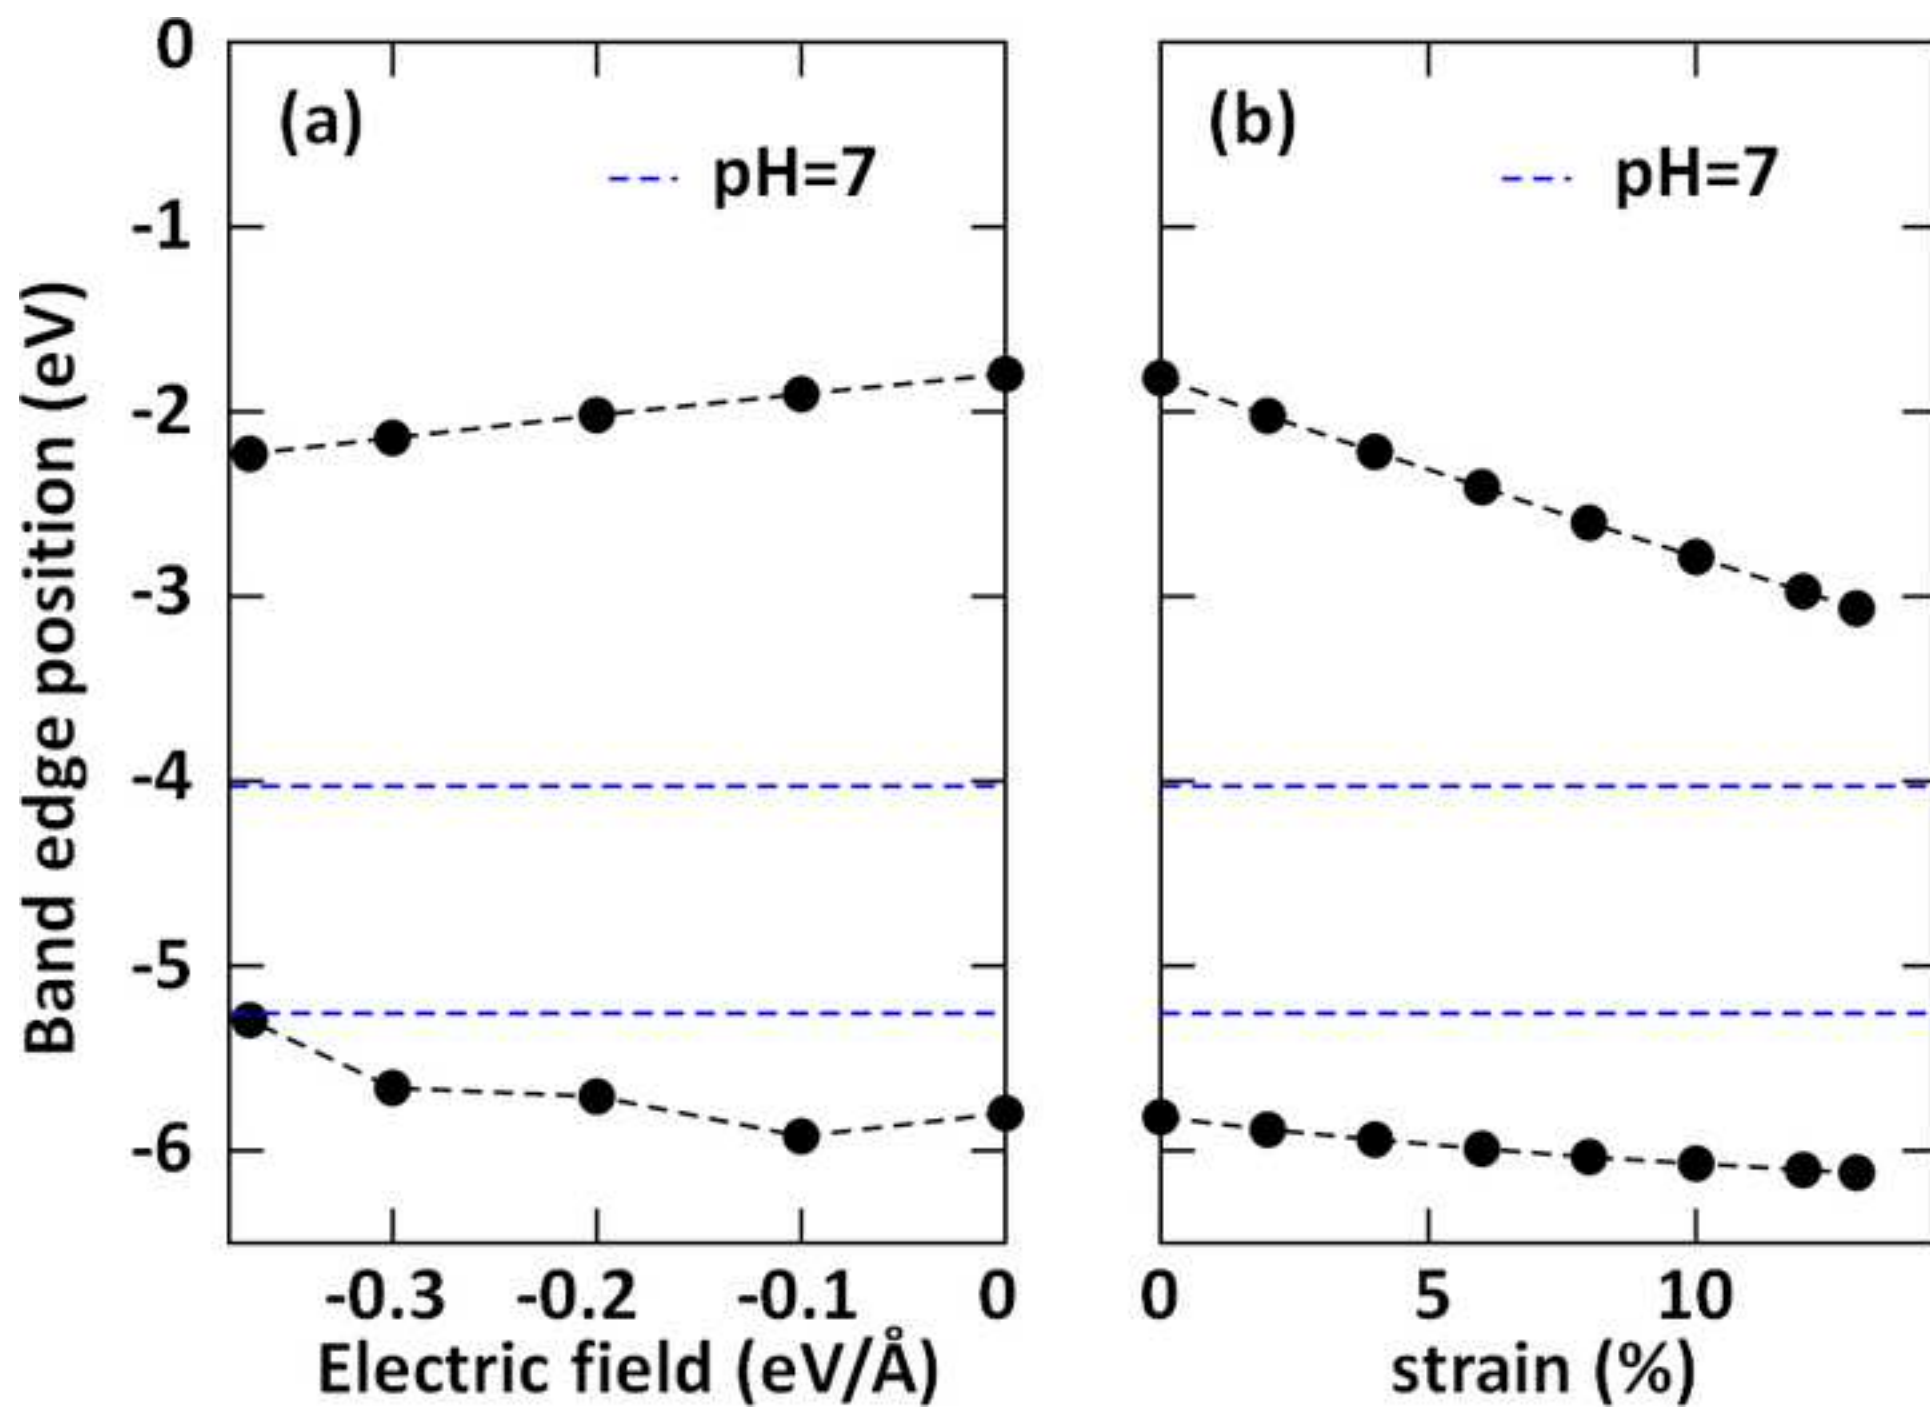 (a)
pH=7
(b)
pH=7
Band edge position (eV)
0
-1
-2
-3
-4
-5
-6
-0.3 -0.2 -0.1 0
Electric field (eV/Å)
0 5 10
strain (%)